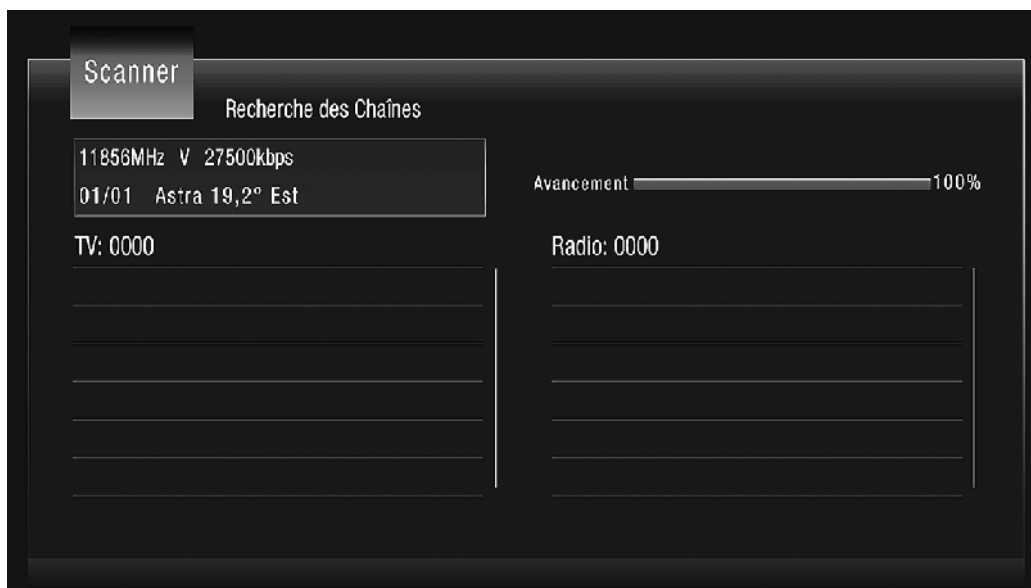 Scanner
Recherche des Chaînes
11856MHz V 27500kbps
01/01 Astra 19,2° Est
Avancement 100%
TV: 0000
Radio: 0000